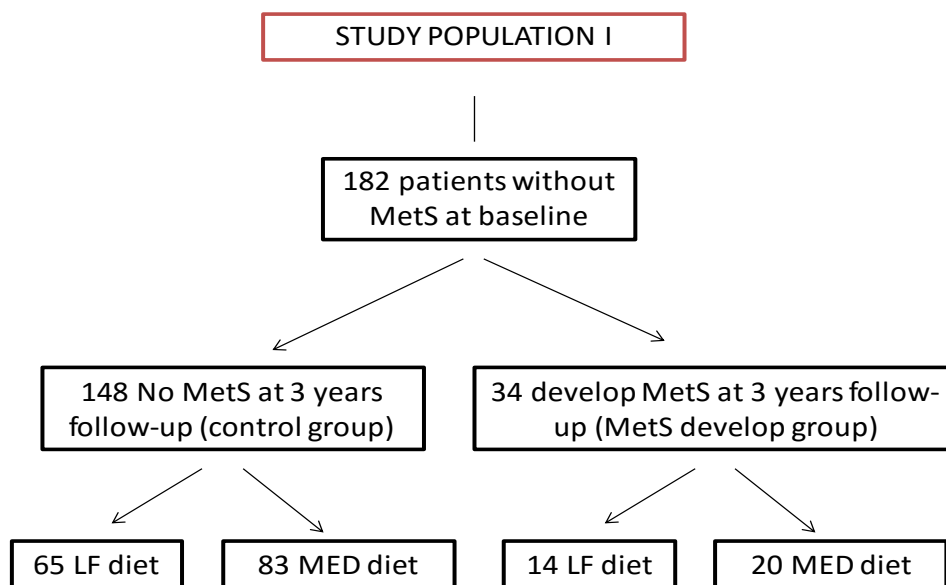 STUDY POPULATION I
182 patients without
MetS at baseline
148 No MetS at 3 years
follow-up (control group)
34 develop MetS at 3 years follow-
up (MetS develop group)
65 LF diet
83 MED diet
14 LF diet
20 MED diet